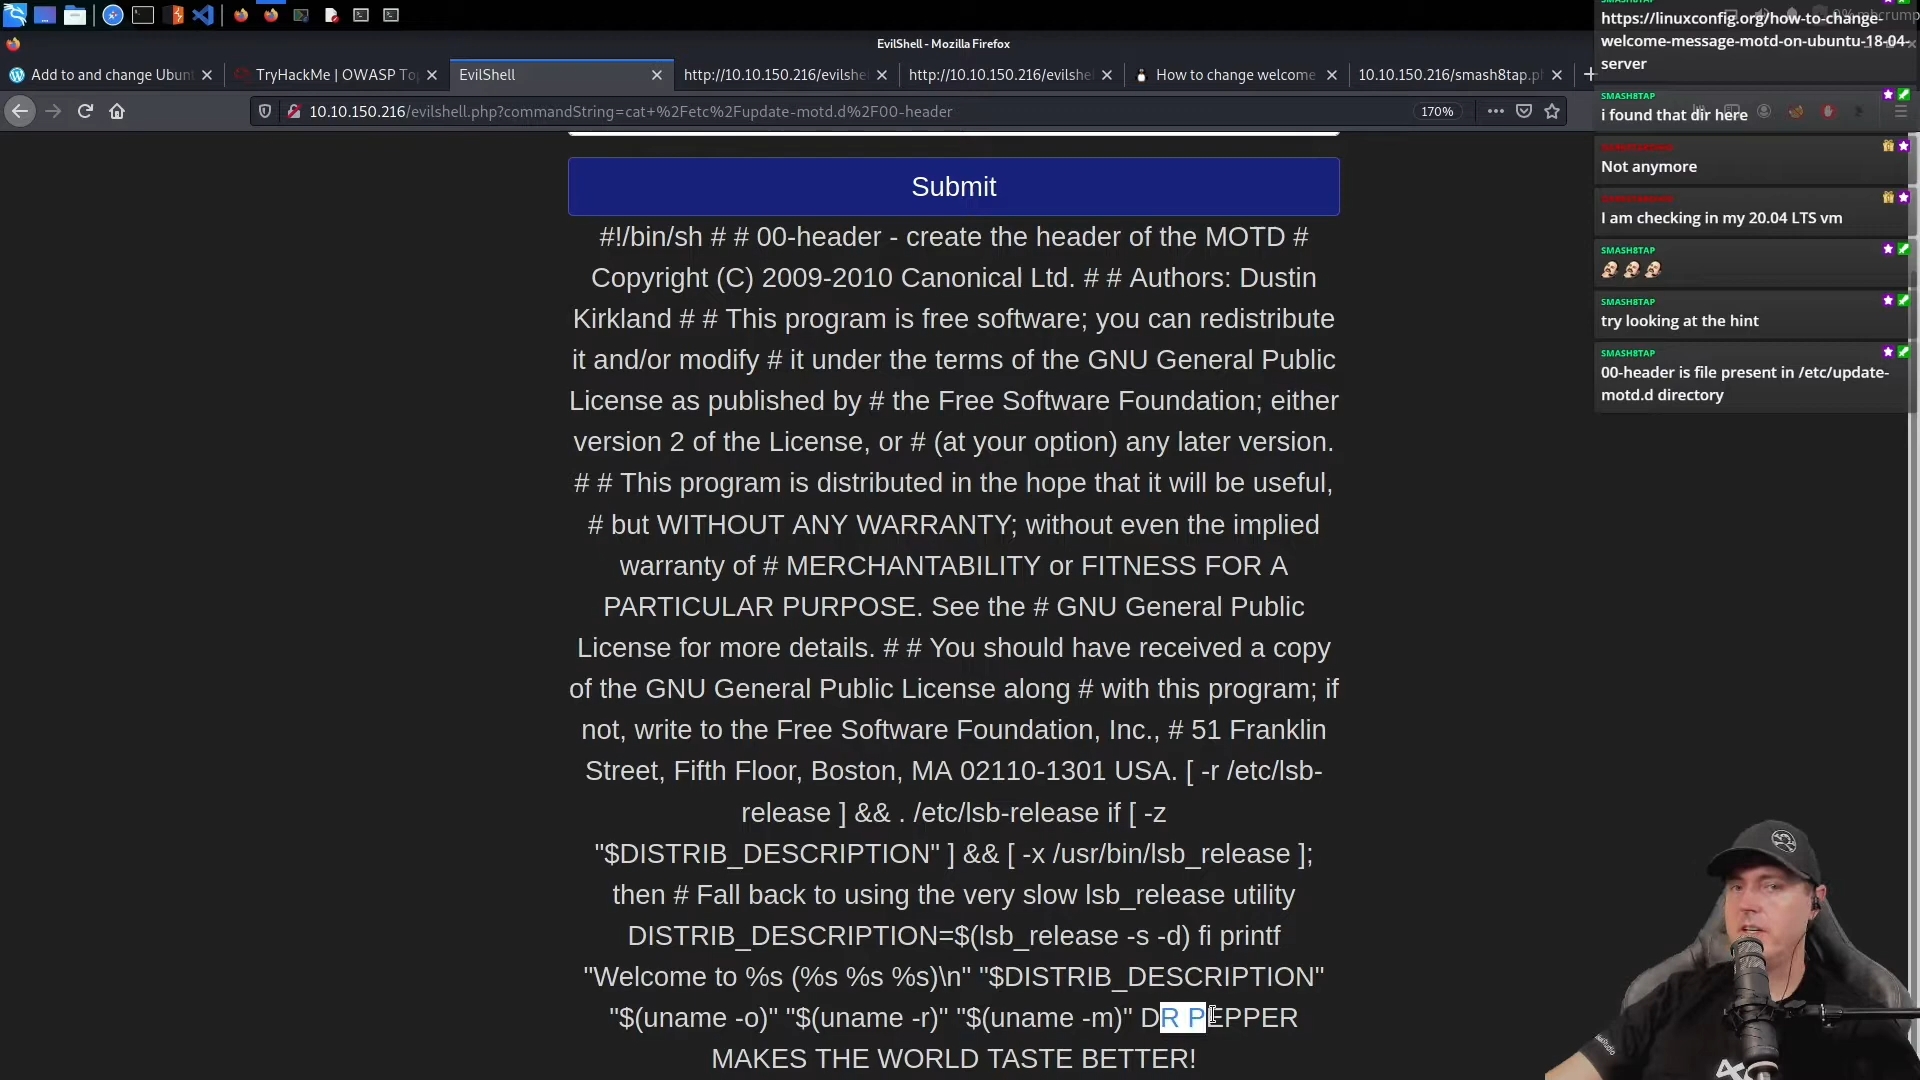 EvilShell - Mozilla Firefox
Add to and change Ubun
TryHackMe | OWASP To
EvilShell
http://10.10.150.216/evilshe
http://10.10.150.216/evilshe
How to change welcome
10.10.150.216/smash8tap.p
10.10.150.216/evilshell.php?commandString=cat+%2Fetc%2Fupdate-motd.d%2F00-header
170%
Submit
#!/bin/sh # # 00-header - create the header of the MOTD #
Copyright (C) 2009-2010 Canonical Ltd. # # Authors: Dustin
Kirkland # # This program is free software; you can redistribute
it and/or modify # it under the terms of the GNU General Public
License as published by # the Free Software Foundation; either
version 2 of the License, or # (at your option) any later version.
# # This program is distributed in the hope that it will be useful,
# but WITHOUT ANY WARRANTY; without even the implied
warranty of # MERCHANTABILITY or FITNESS FOR A
PARTICULAR PURPOSE. See the # GNU General Public
License for more details. # # You should have received a copy
of the GNU General Public License along # with this program; if
not, write to the Free Software Foundation, Inc., # 51 Franklin
Street, Fifth Floor, Boston, MA 02110-1301 USA. [ -r /etc/lsb-
release ] && . /etc/lsb-release if [ -z
"$DISTRIB_DESCRIPTION" ] && [ -x /usr/bin/lsb_release ];
then # Fall back to using the very slow lsb_release utility
DISTRIB_DESCRIPTION=$(lsb_release -s -d) fi printf
"Welcome to %s (%s %s %s)\n" "$DISTRIB_DESCRIPTION"
"$(uname -o)" "$(uname -r)" "$(uname -m)" DR PEPPER
MAKES THE WORLD TASTE BETTER!
SMASH8TAP
https://linuxconfig.org/how-to-change-
welcome-message-motd-on-ubuntu-18-04-
server
SMASH8TAP
i found that dir here
Not anymore
I am checking in my 20.04 LTS vm
SMASH8TAP
SMASH8TAP
try looking at the hint
SMASH8TAP
00-header is file present in /etc/update-
motd.d directory